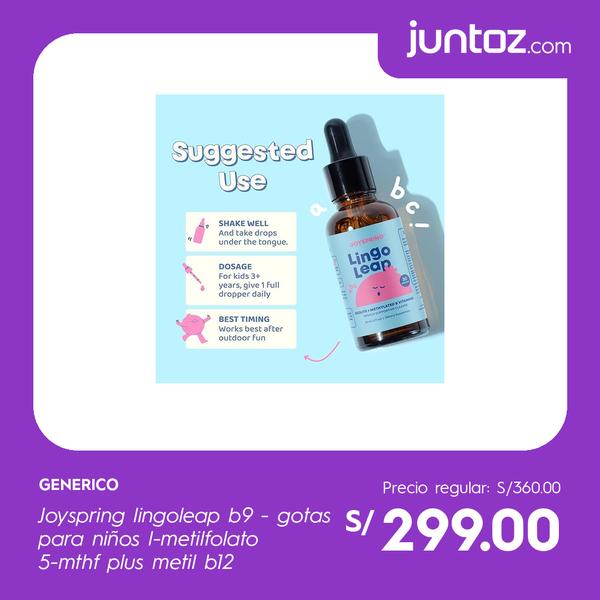 juntoz.com
Suggested
Use
SHAKE WELL
And take drops
under the tongue.
DOSAGE
For kids 3+
years, give 1 full
dropper daily
BEST TIMING
Works best after
outdoor fun
a b c !
JOYSPRING
Lingo
Leap
GENERICO
Joyspring lingoleap b9 - gotas
para niños l-metilfolato
5-mthf plus metil b12
Precio regular: S/360.00
S/ 299.00